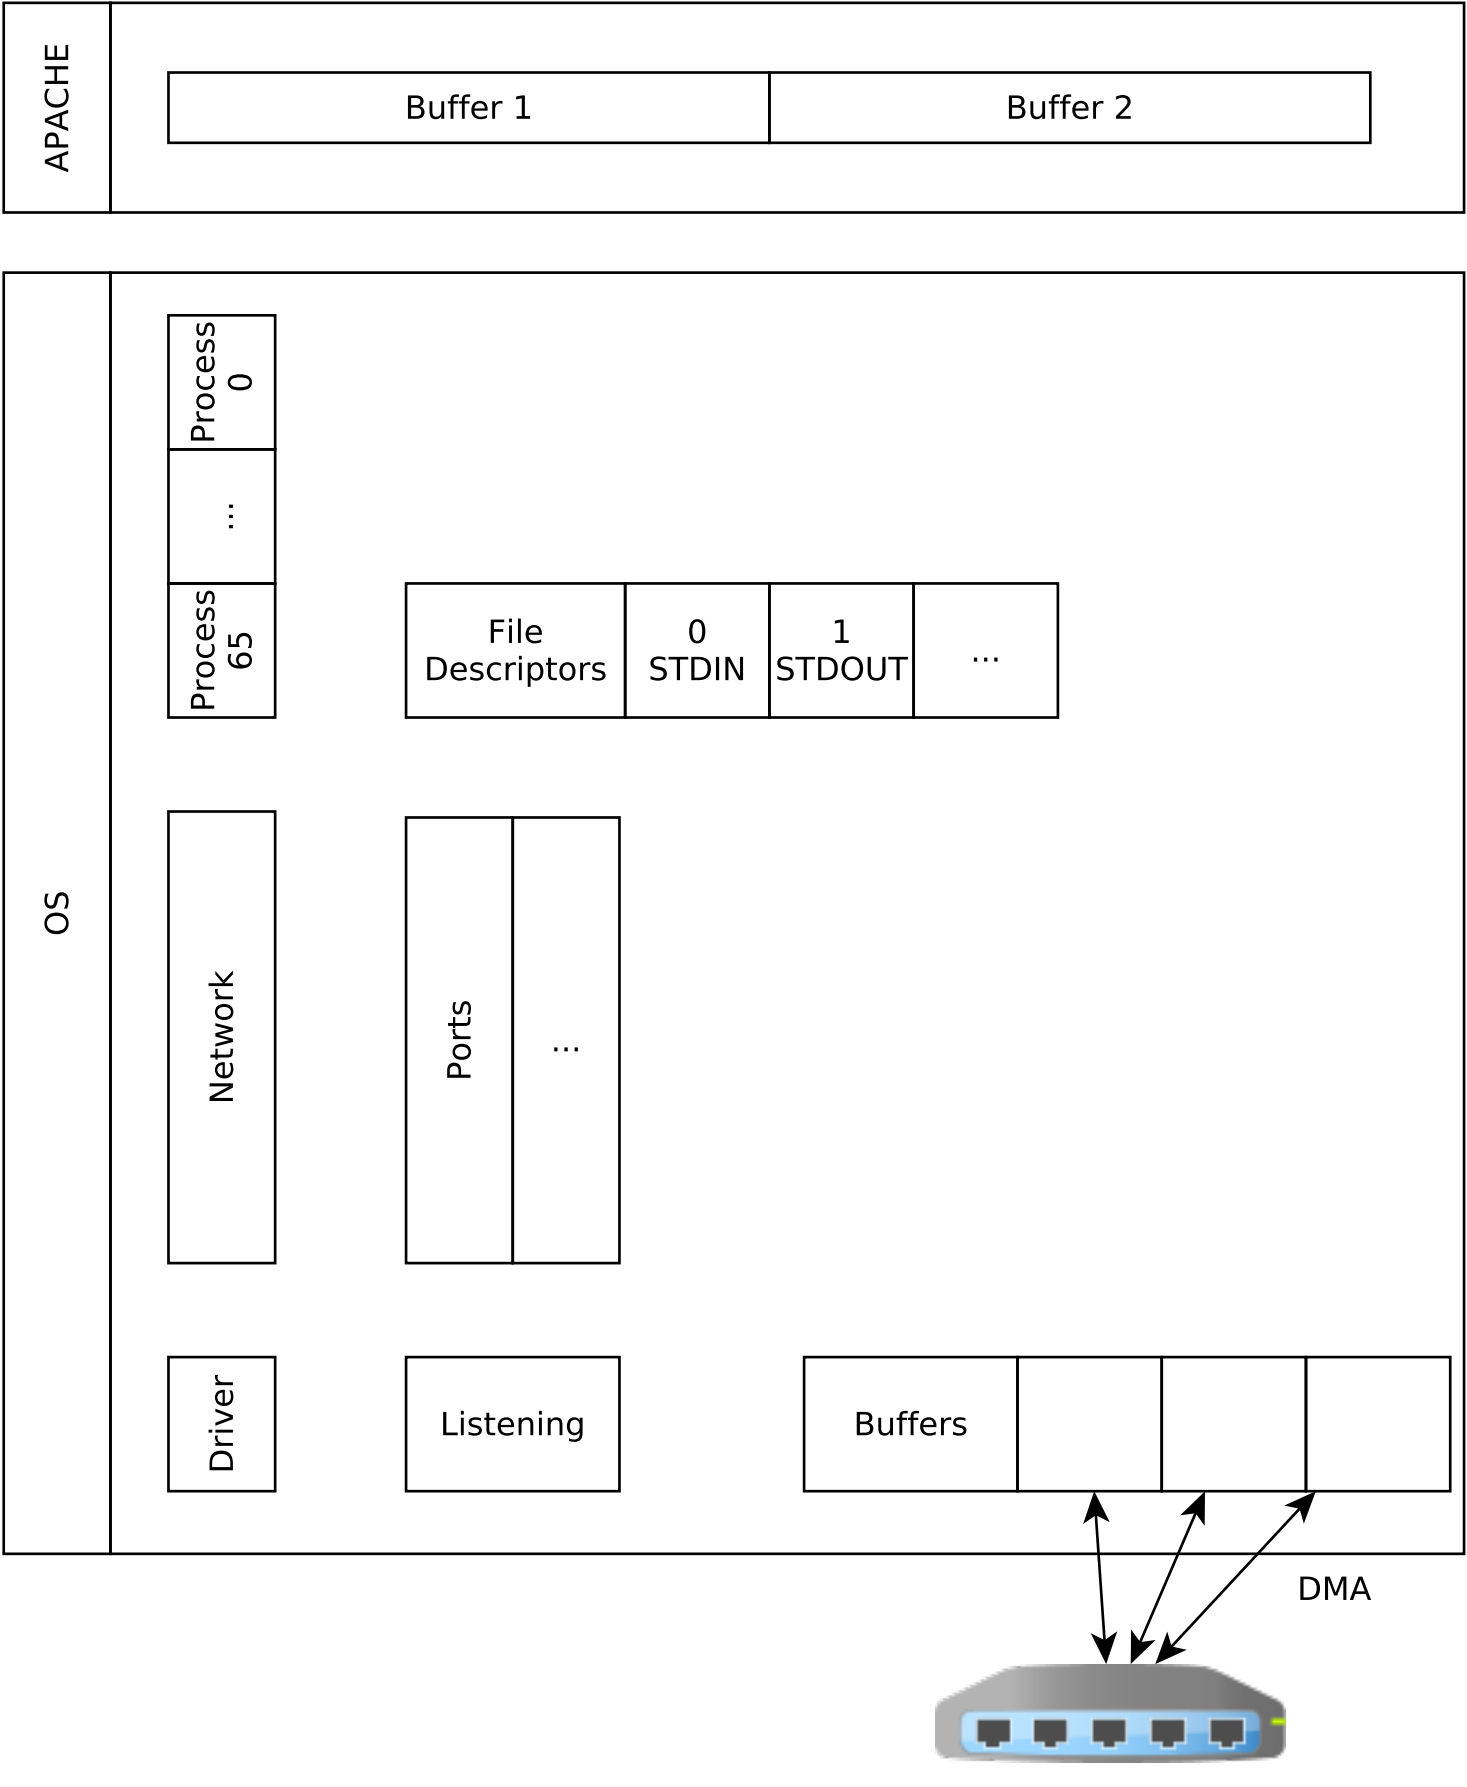 APACHE
Buffer 1
Buffer 2
OS
Process
0
...
Process
65
File
Descriptors
0
STDIN
1
STDOUT
...
Network
Ports
...
Driver
Listening
Buffers
DMA